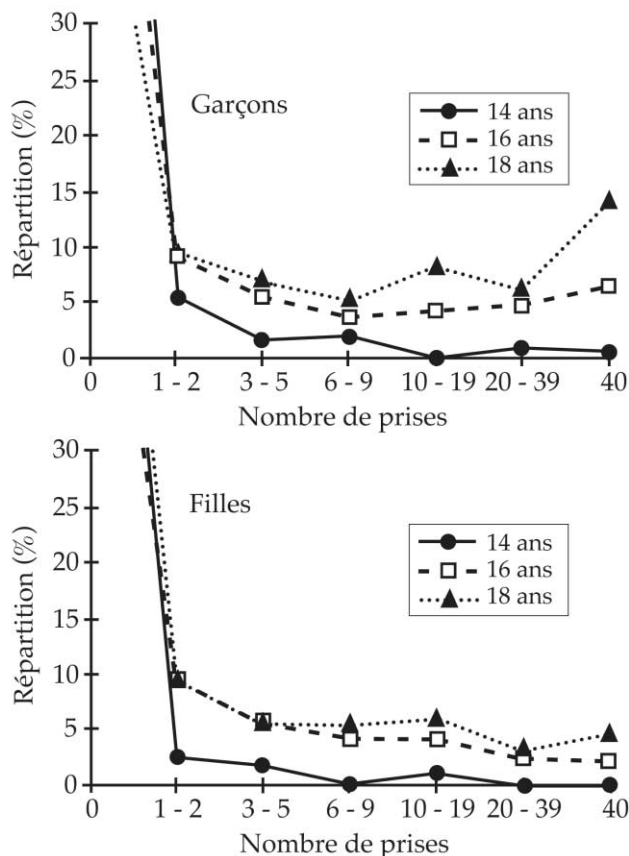 30
25
20
15
10
5
0
Répartition (%)
Garçons
14 ans
16 ans
18 ans
0 1 - 2 3 - 5 6 - 9 10 - 19 20 - 39 40
Nombre de prises
30
25
20
15
10
5
0
Répartition (%)
Filles
14 ans
16 ans
18 ans
0 1 - 2 3 - 5 6 - 9 10 - 19 20 - 39 40
Nombre de prises